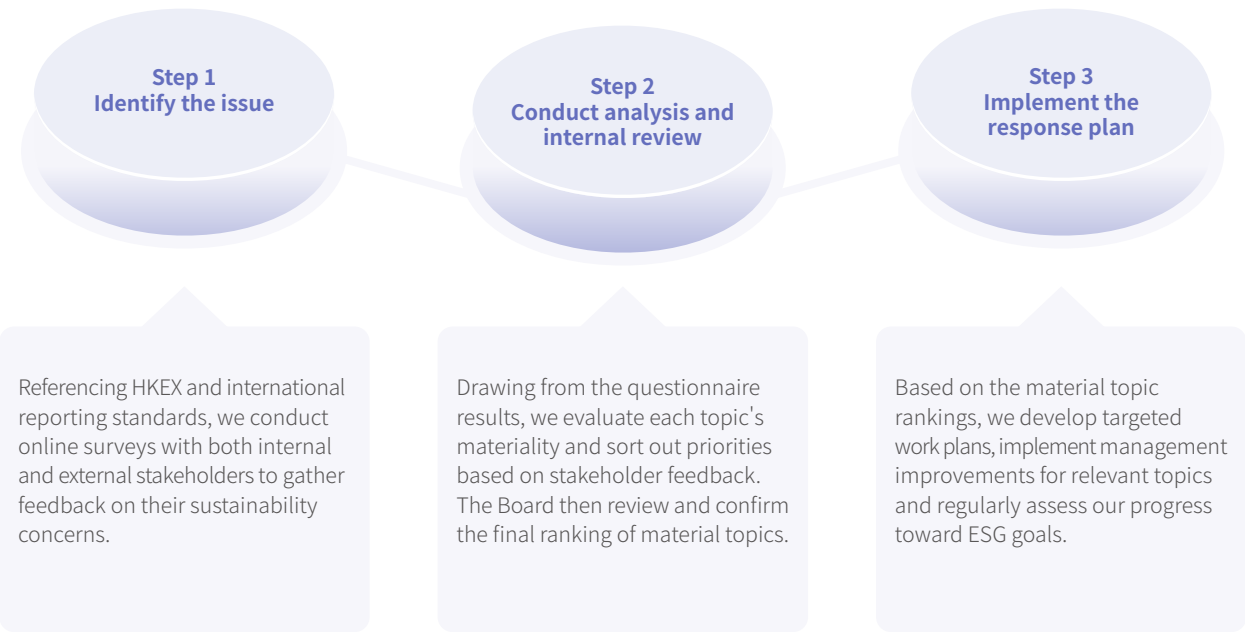 Step 1
Identify the issue
Step 2
Conduct analysis and
internal review
Step 3
Implement the
response plan
Referencing HKEX and international
reporting standards, we conduct
online surveys with both internal
and external stakeholders to gather
feedback on their sustainability
concerns.
Drawing from the questionnaire
results, we evaluate each topic's
materiality and sort out priorities
based on stakeholder feedback.
The Board then review and confirm
the final ranking of material topics.
Based on the material topic
rankings, we develop targeted
work plans, implement management
improvements for relevant topics
and regularly assess our progress
toward ESG goals.